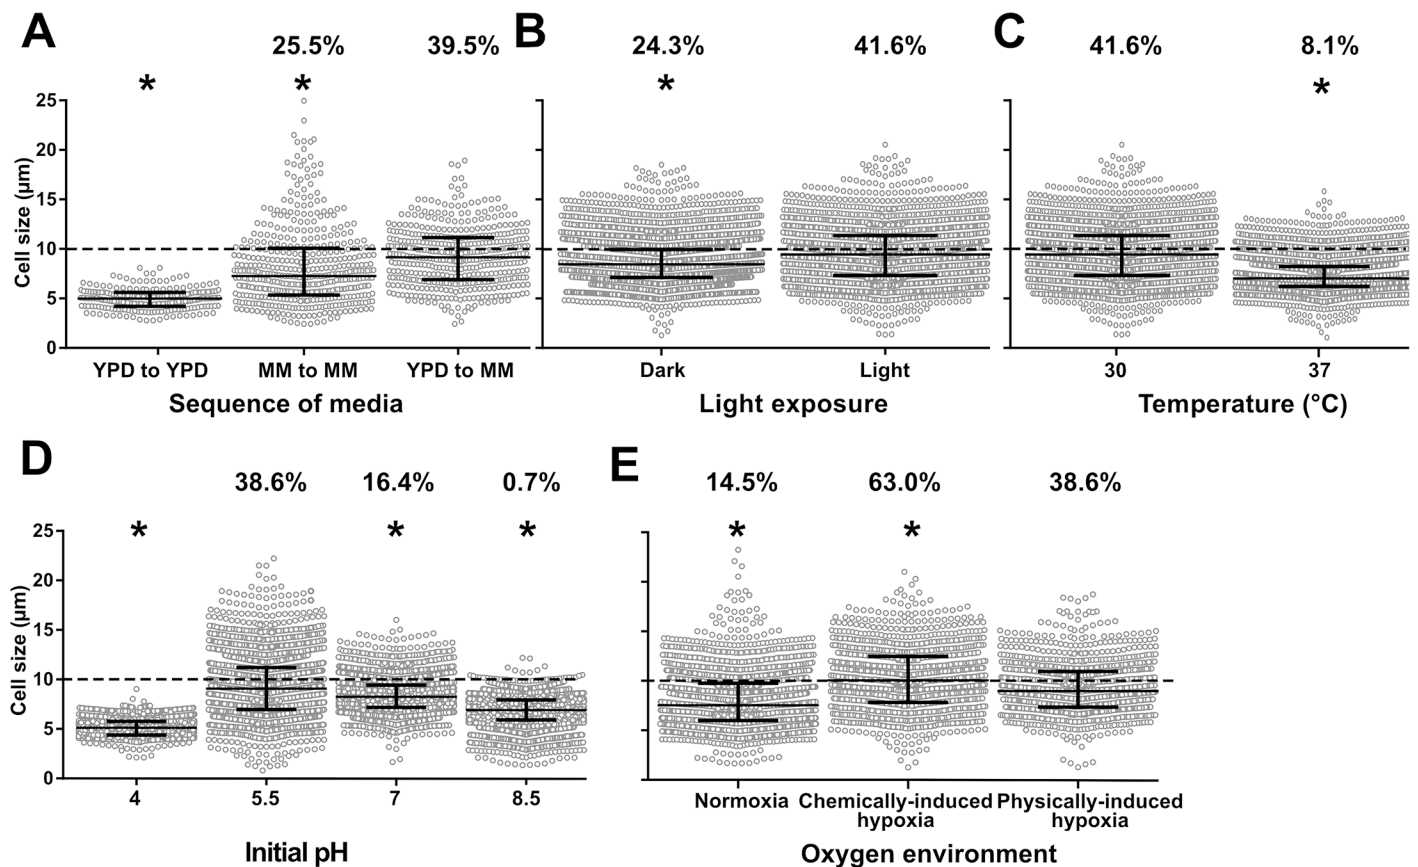 A
25.5%
39.5%
*
*
Cell size (µm)
25
20
15
10
5
0
YPD to YPD
MM to MM
YPD to MM
Sequence of media
B
24.3%
41.6%
*
Dark
Light
Light exposure
C
41.6%
8.1%
*
30
37
Temperature (°C)
D
38.6%
16.4%
0.7%
*
*
*
Cell size (µm)
25
20
15
10
5
0
4
5.5
7
8.5
Initial pH
E
14.5%
63.0%
38.6%
*
*
Normoxia
Chemically-induced
hypoxia
Physically-induced
hypoxia
Oxygen environment